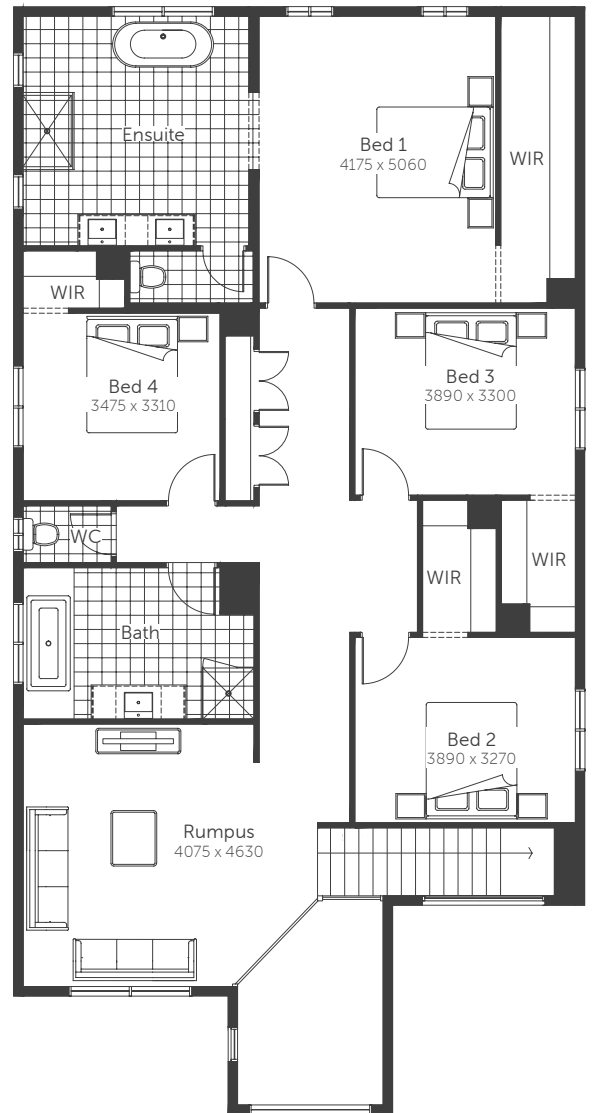 Ensuite
Bed 1
4175 x 5060
WIR
WIR
Bed 4
3475 x 3310
Bed 3
3890 x 3300
WC
WIR
WIR
Bath
Bed 2
3890 x 3270
Rumpus
4075 x 4630